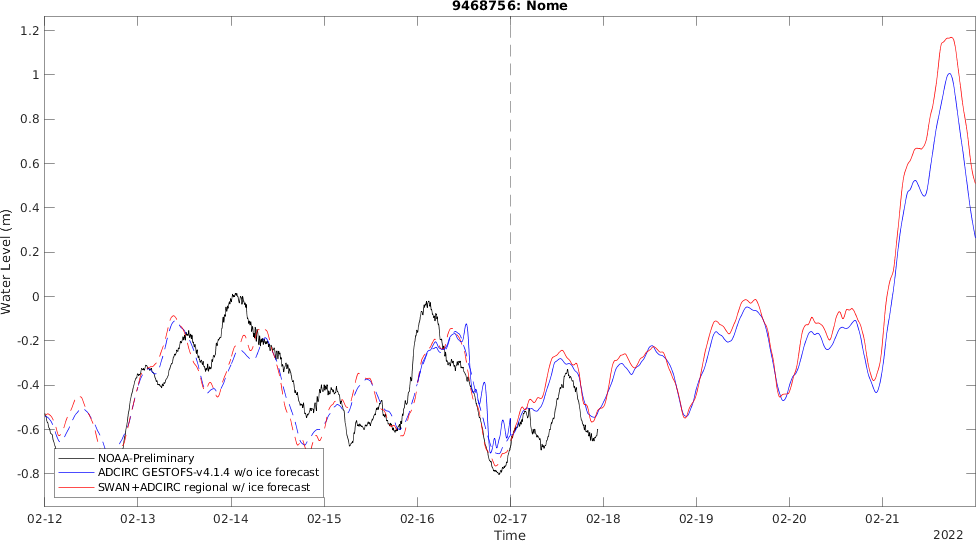 9468756: Nome
1.2
1
0.8
0.6
0.4
0.2
0
-0.2
-0.4
-0.6
-0.8
Water Level (m)
NOAA-Preliminary
ADCIRC GESTOFS-v4.1.4 w/o ice forecast
SWAN+ADCIRC regional w/ ice forecast
02-12 02-13 02-14 02-15 02-16 02-17 02-18 02-19 02-20 02-21
Time
2022